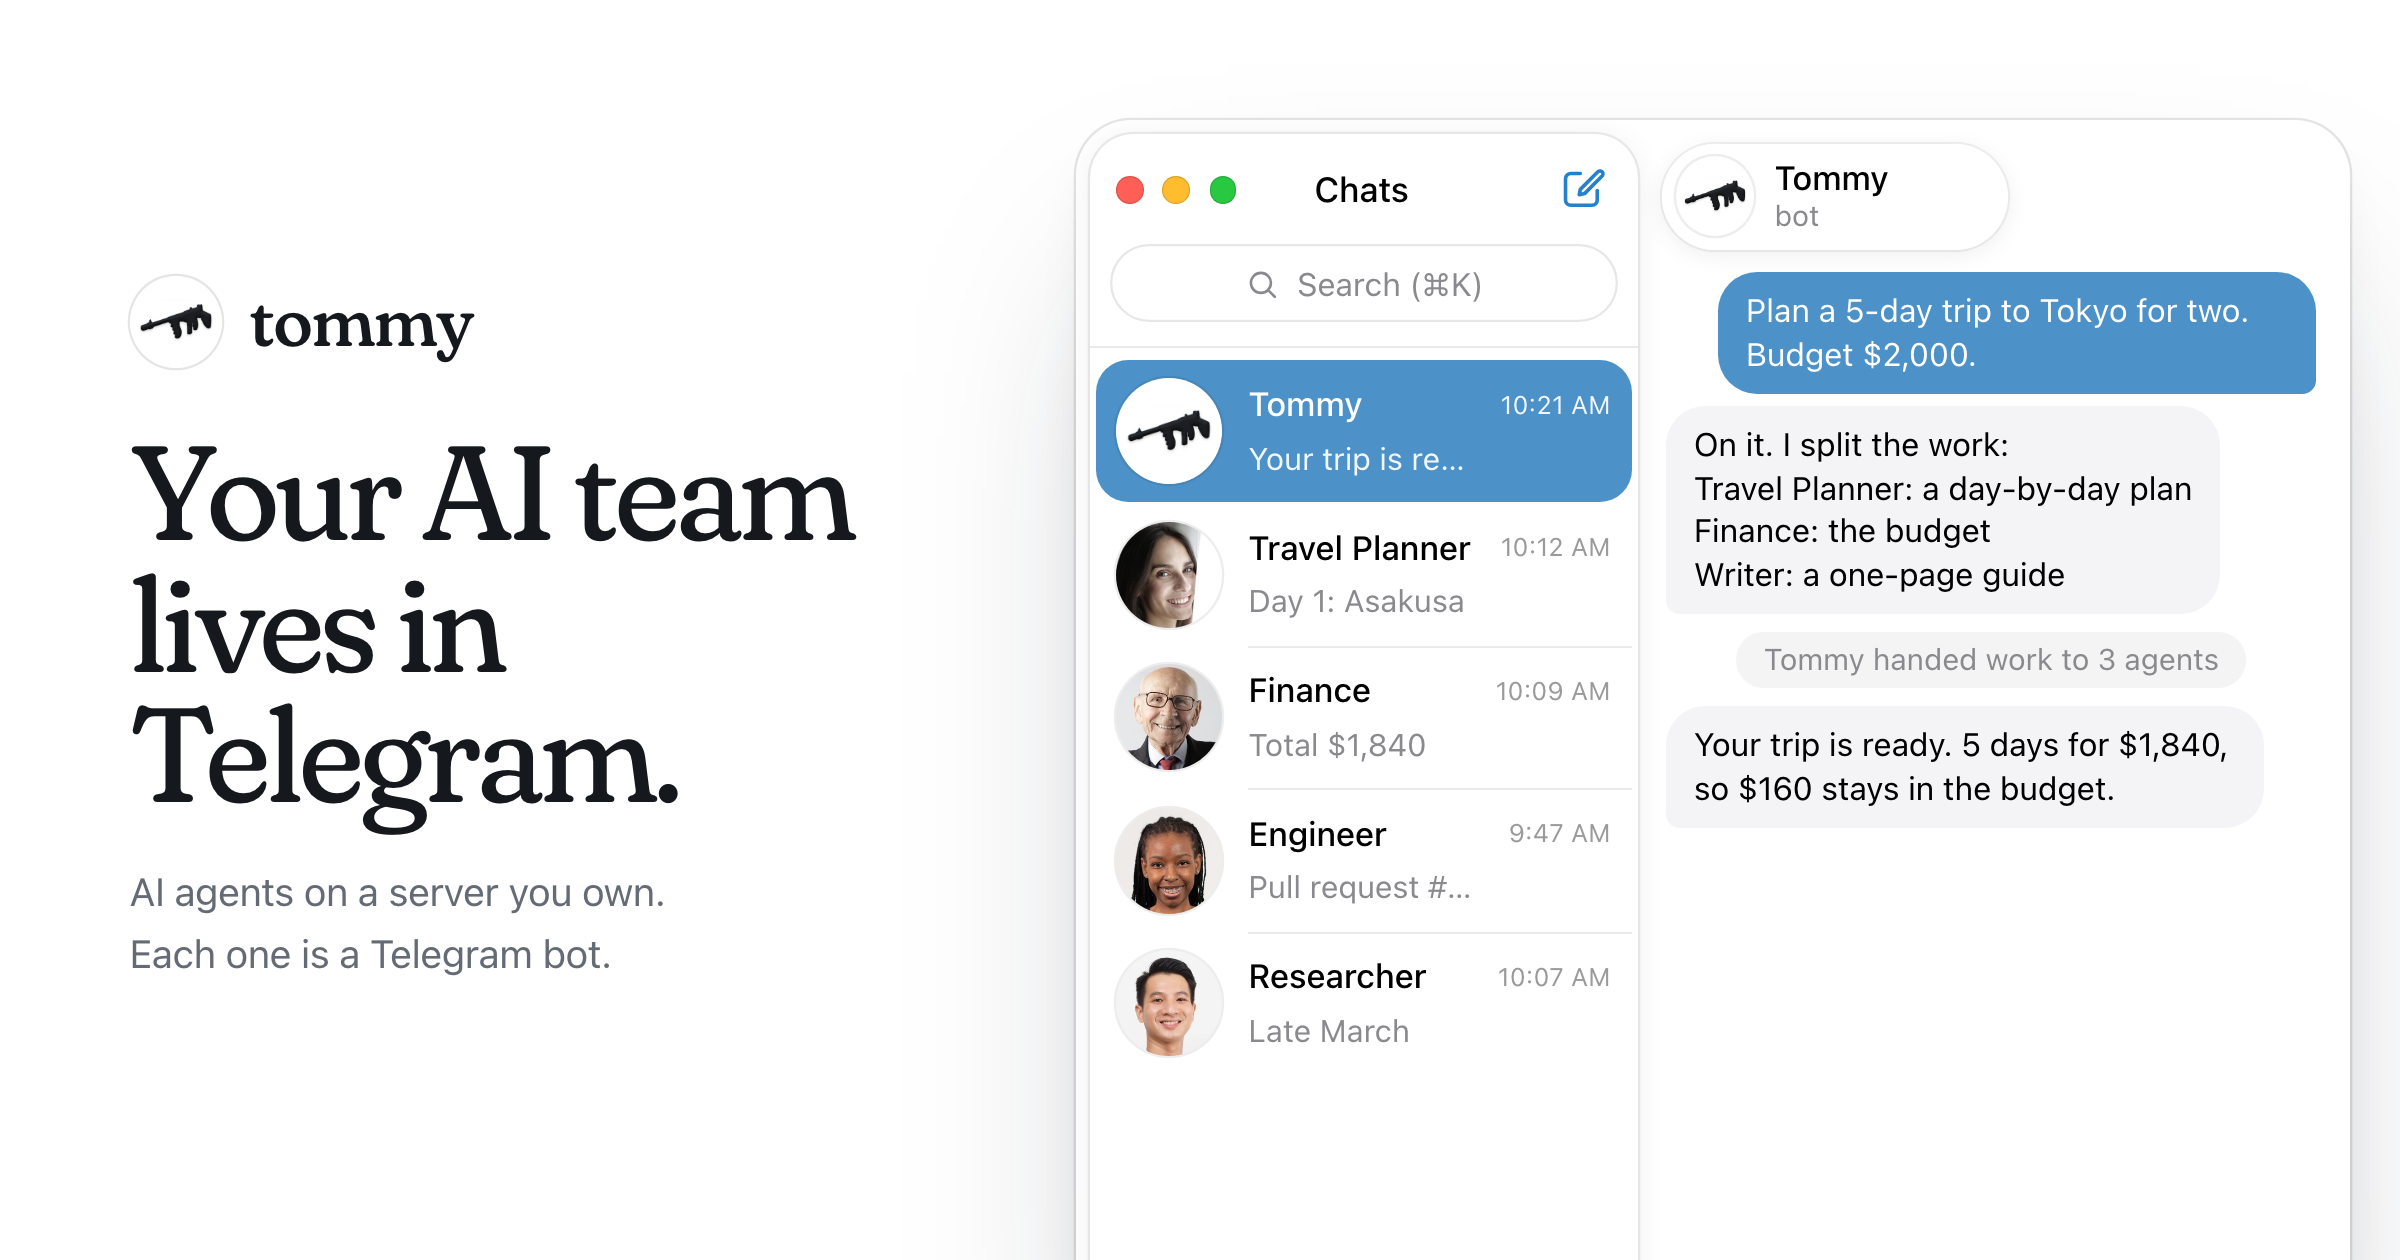 tommy
Your AI team
lives in
Telegram.
AI agents on a server you own.
Each one is a Telegram bot.
Chats
Search (⌘K)
Tommy 10:21 AM
Your trip is re...
Travel Planner 10:12 AM
Day 1: Asakusa
Finance 10:09 AM
Total $1,840
Engineer 9:47 AM
Pull request #...
Researcher 10:07 AM
Late March
Tommy
bot
Plan a 5-day trip to Tokyo for two.
Budget $2,000.
On it. I split the work:
Travel Planner: a day-by-day plan
Finance: the budget
Writer: a one-page guide
Tommy handed work to 3 agents
Your trip is ready. 5 days for $1,840,
so $160 stays in the budget.